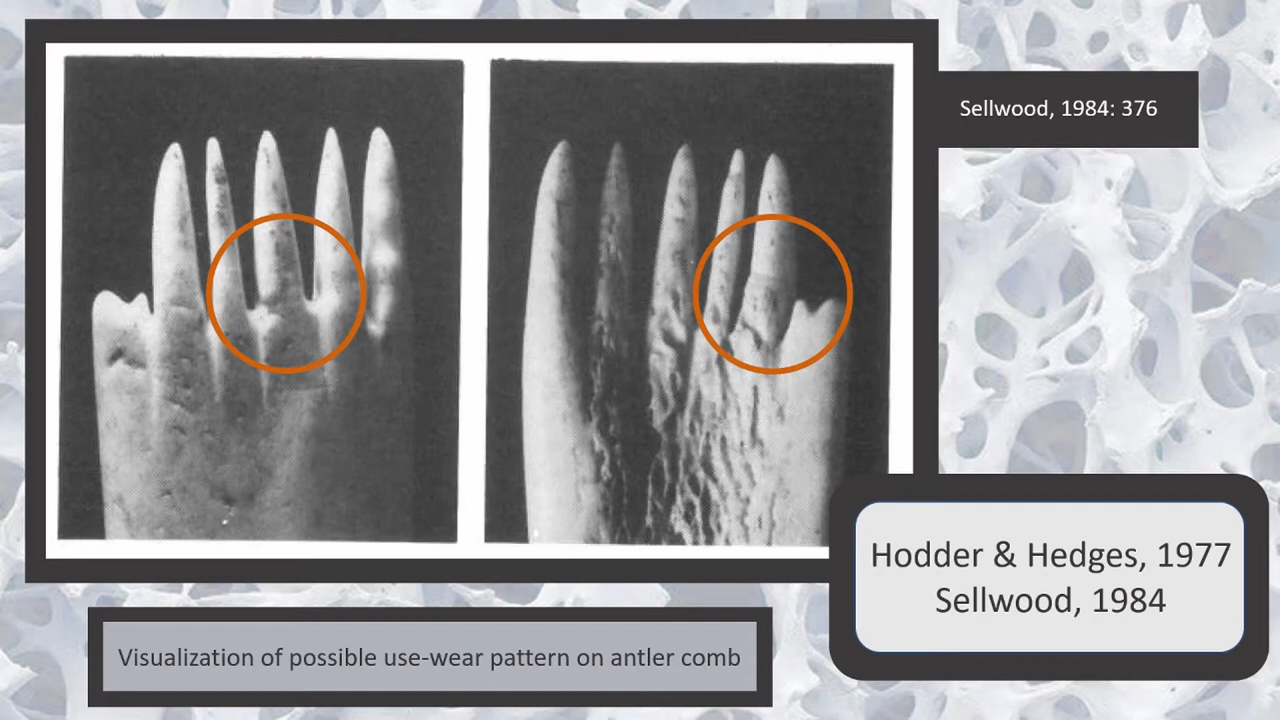 Sellwood, 1984: 376
Hodder & Hedges, 1977
Sellwood, 1984
Visualization of possible use-wear pattern on antler comb